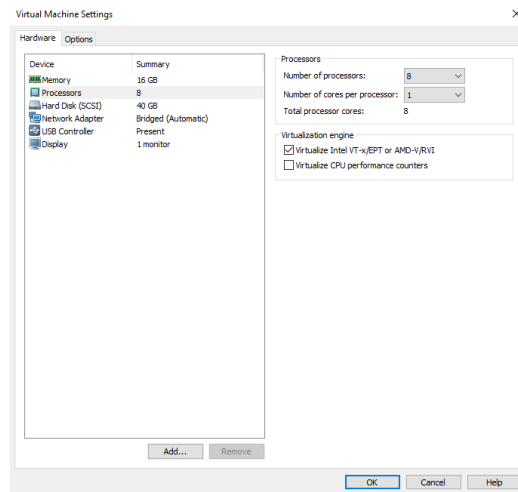 Virtual Machine Settings
Hardware Options
Device Summary
Memory 16 GB
Processors 8
Hard Disk (SCSI) 40 GB
Network Adapter Bridged (Automatic)
USB Controller Present
Display 1 monitor
Add... Remove
Processors
Number of processors: 8
Number of cores per processor: 1
Total processor cores: 8
Virtualization engine
Virtualize Intel VT-x/EPT or AMD-V/RVI
Virtualize CPU performance counters
OK Cancel Help